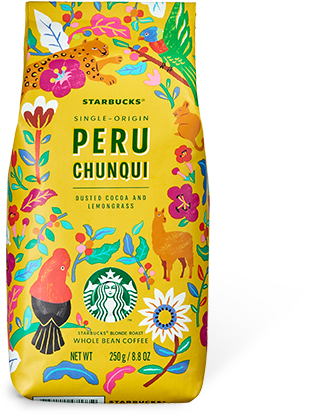 STARBUCKS®
SINGLE-ORIGIN
PERU
CHUNQUI
DUSTED COCOA AND
LEMONGRASS
STARBUCKS® BLONDE ROAST
WHOLE BEAN COFFEE
NET WT 250 g / 8.8 OZ